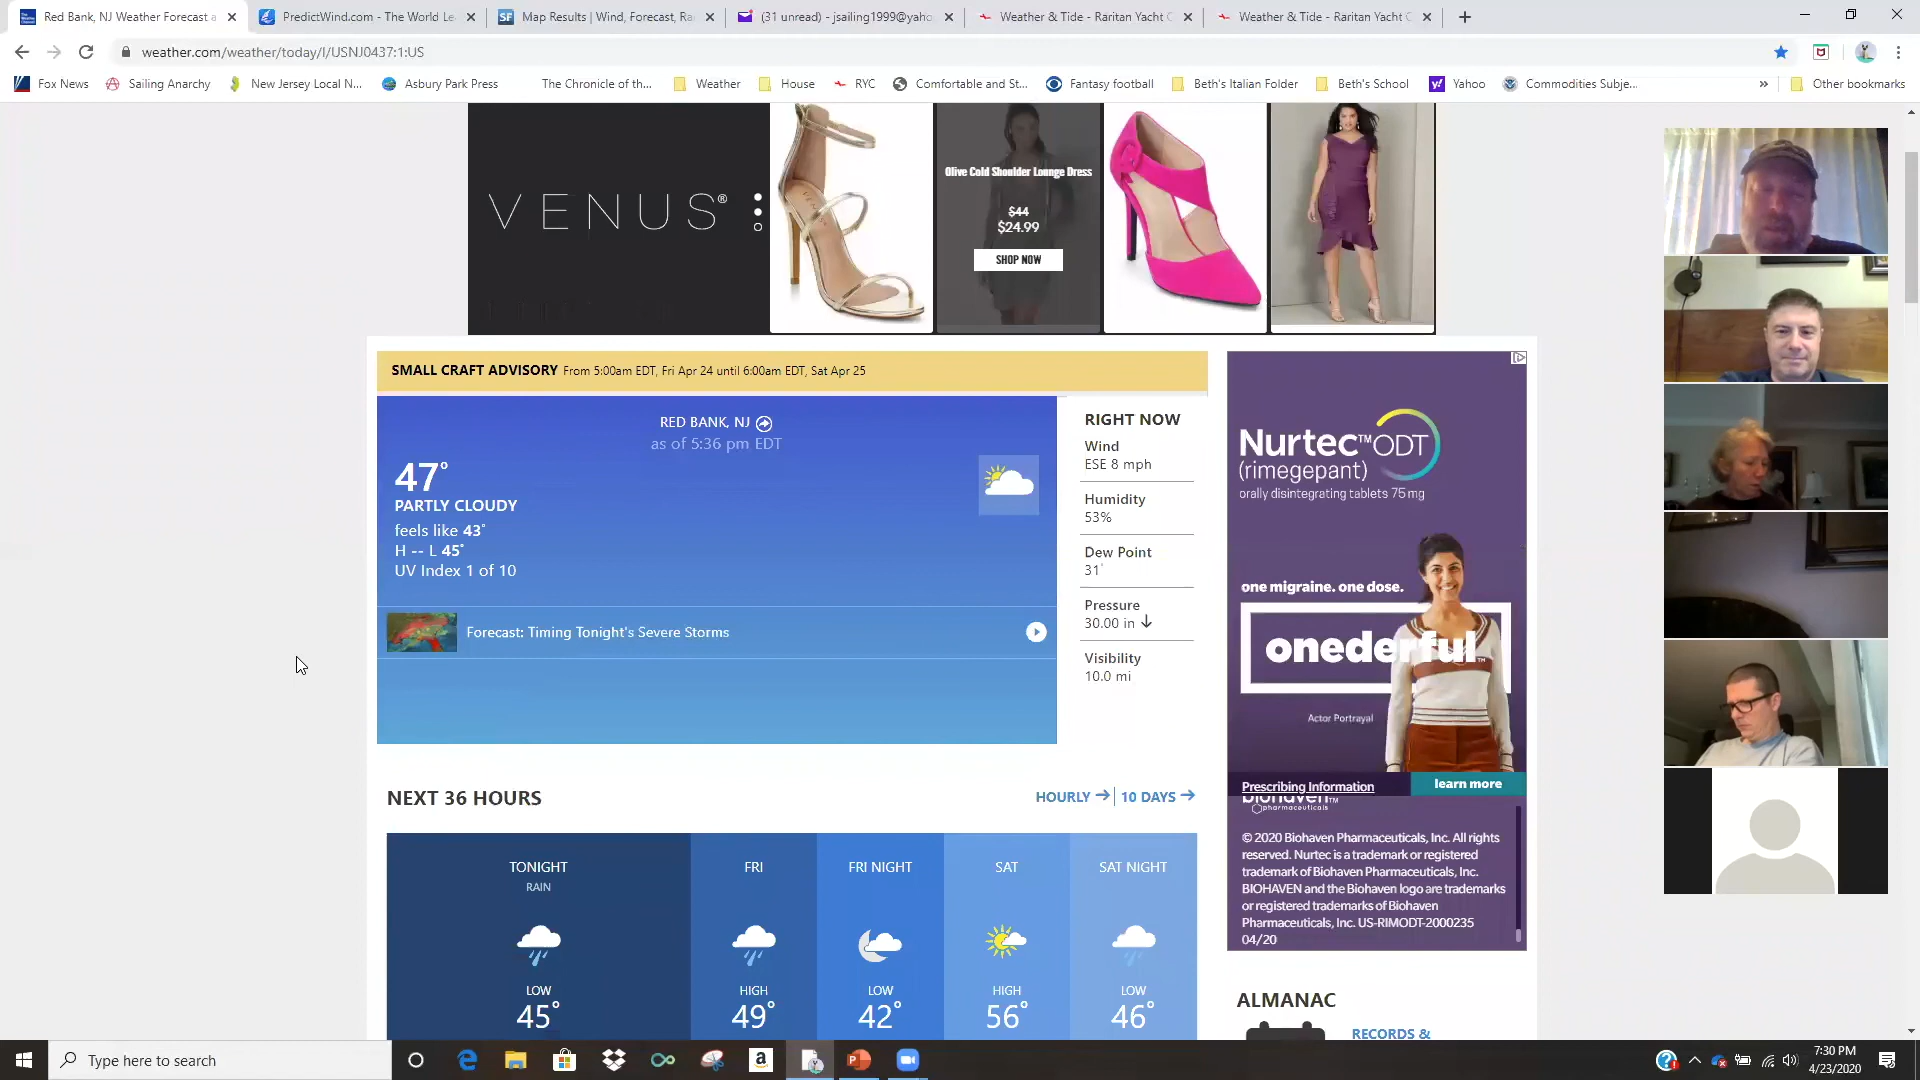 Red Bank, NJ Weather Forecast a
PredictWind.com - The World Le
Map Results | Wind, Forecast, Ra
(31 unread) - jsailing1999@yaho
Weather & Tide - Raritan Yacht C
Weather & Tide - Raritan Yacht C
weather.com/weather/today/l/USNJ0437:1:US
Fox News
Sailing Anarchy
New Jersey Local N...
Asbury Park Press
The Chronicle of th...
Weather
House
RYC
Comfortable and St...
Fantasy football
Beth's Italian Folder
Beth's School
Yahoo
Commodities Subje...
»
Other bookmarks
VENUS®
Olive Cold Shoulder Lounge Dress
$44
$24.99
SHOP NOW
SMALL CRAFT ADVISORY From 5:00am EDT, Fri Apr 24 until 6:00am EDT, Sat Apr 25
RED BANK, NJ
as of 5:36 pm EDT
47°
PARTLY CLOUDY
feels like 43°
H -- L 45°
UV Index 1 of 10
Forecast: Timing Tonight's Severe Storms
RIGHT NOW
Wind
ESE 8 mph
Humidity
53%
Dew Point
31°
Pressure
30.00 in ↓
Visibility
10.0 mi
NEXT 36 HOURS
HOURLY → | 10 DAYS →
TONIGHT
RAIN
LOW
45°
FRI
HIGH
49°
FRI NIGHT
LOW
42°
SAT
HIGH
56°
SAT NIGHT
LOW
46°
Nurtec™ODT
(rimegepant)
orally disintegrating tablets 75 mg
one migraine. one dose.
onederful™
Actor Portrayal
Prescribing Information
learn more
biohaven™
pharmaceuticals
© 2020 Biohaven Pharmaceuticals, Inc. All rights
reserved. Nurtec is a trademark or registered
trademark of Biohaven Pharmaceuticals, Inc.
BIOHAVEN and the Biohaven logo are trademarks
or registered trademarks of Biohaven
Pharmaceuticals, Inc. US-RIMODT-2000235
04/20
ALMANAC
RECORDS &
Type here to search
7:30 PM
4/23/2020